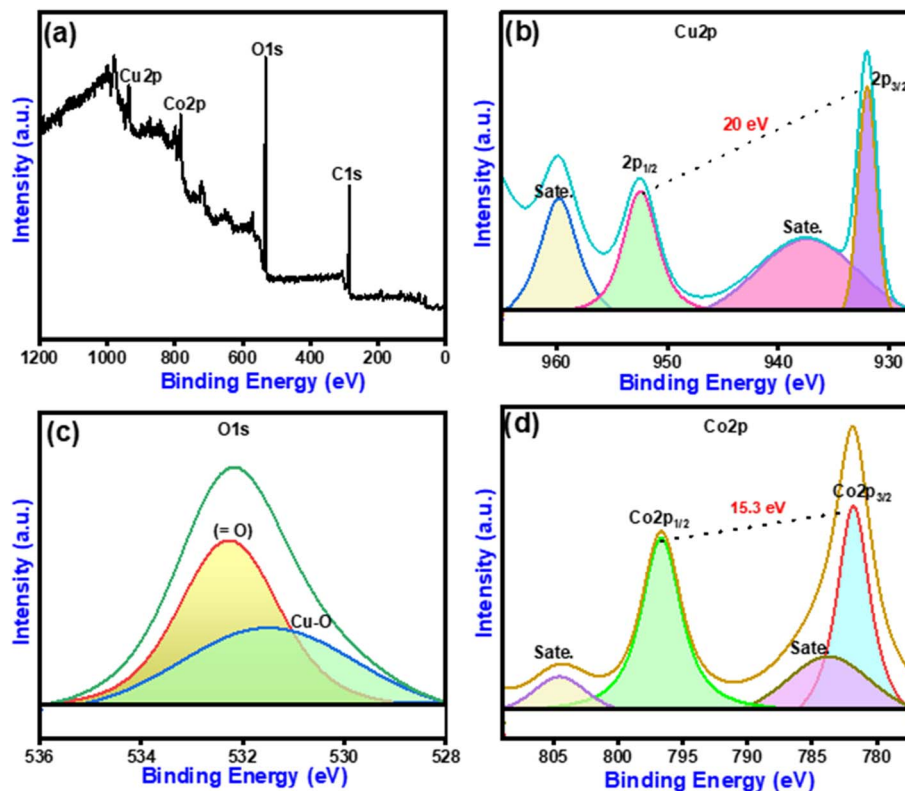 (a)
Cu2p
Co2p
O1s
C1s
Intensity (a.u.)
1200 1000 800 600 400 200 0
Binding Energy (eV)
(b)
Cu2p
2p3/2
20 eV
2p1/2
Sate.
Sate.
Intensity (a.u.)
960 950 940 930
Binding Energy (eV)
(c)
O1s
(= O)
Cu-O
Intensity (a.u.)
536 534 532 530 528
Binding Energy (eV)
(d)
Co2p
Co2p3/2
15.3 eV
Co2p1/2
Sate.
Sate.
Intensity (a.u.)
805 800 795 790 785 780
Binding Energy (eV)